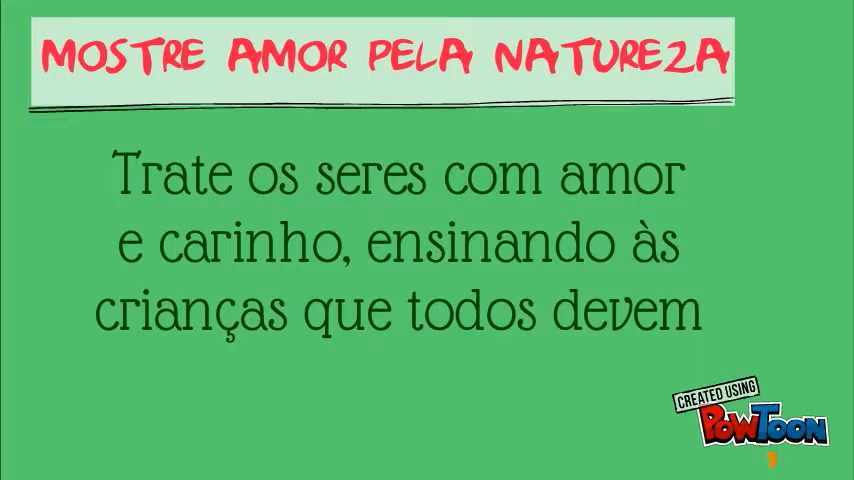 MOSTRE AMOR PELA NATUREZA
Trate os seres com amor
e carinho, ensinando às
crianças que todos devem
CREATED USING
POWTOON